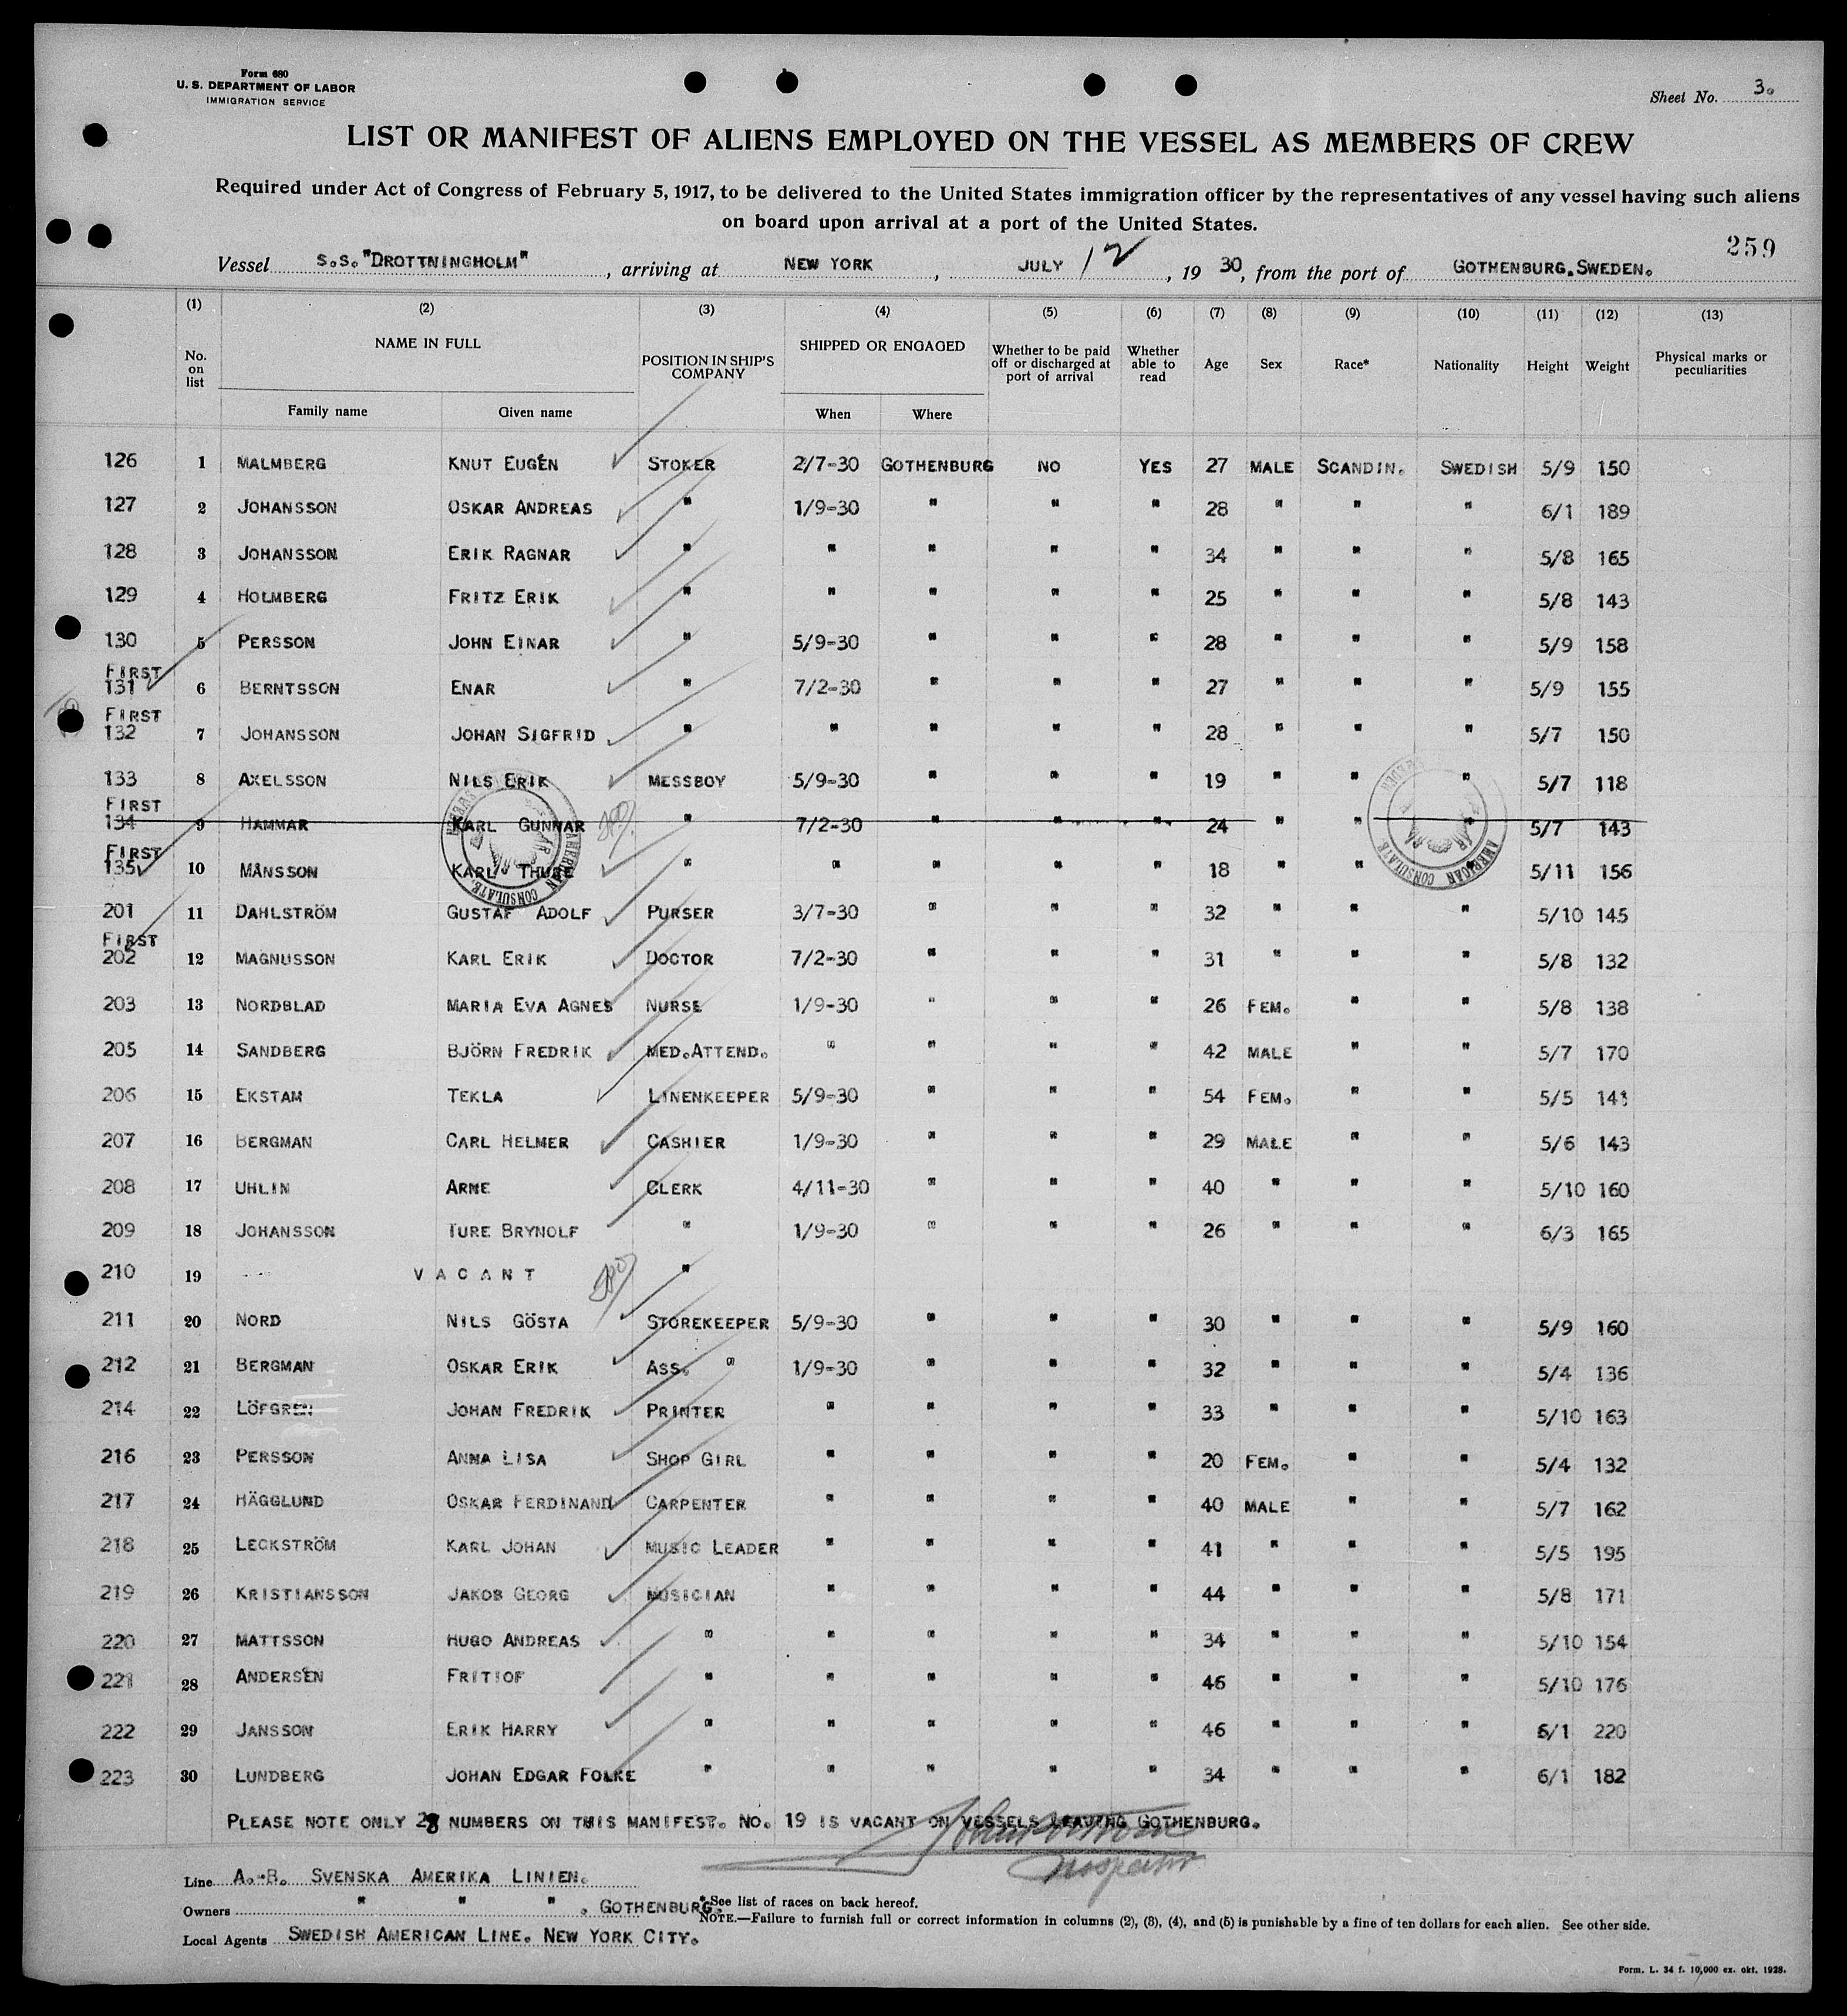 Form 680
U. S. DEPARTMENT OF LABOR
IMMIGRATION SERVICE
Sheet No. 3.
LIST OR MANIFEST OF ALIENS EMPLOYED ON THE VESSEL AS MEMBERS OF CREW
Required under Act of Congress of February 5, 1917, to be delivered to the United States immigration officer by the representatives of any vessel having such aliens
on board upon arrival at a port of the United States.
259
Vessel S.S. "DROTTNINGHOLM", arriving at NEW YORK, JULY 12, 1930, from the port of GOTHENBURG. SWEDEN.
(1) (2) (3) (4) (5) (6) (7) (8) (9) (10) (11) (12) (13)
No. on list NAME IN FULL Family name Given name POSITION IN SHIP'S COMPANY SHIPPED OR ENGAGED When Where Whether to be paid off or discharged at port of arrival Whether able to read Age Sex Race* Nationality Height Weight Physical marks or peculiarities
126 1 MALMBERG KNUT EUGÉN STOKER 2/7-30 GOTHENBURG NO YES 27 MALE SCANDIN. SWEDISH 5/9 150
127 2 JOHANSSON OSKAR ANDREAS " 1/9-30 " " " 28 " " " 6/1 189
128 3 JOHANSSON ERIK RAGNAR " " " " " 34 " " " 5/8 165
129 4 HOLMBERG FRITZ ERIK " " " " " 25 " " " 5/8 143
130 5 PERSSON JOHN EINAR " 5/9-30 " " " 28 " " " 5/9 158
FIRST
131 6 BERNTSSON ENAR " 7/2-30 " " " 27 " " " 5/9 155
FIRST
132 7 JOHANSSON JOHAN SIGFRID " " " " " 28 " " " 5/7 150
133 8 AXELSSON NILS ERIK MESSBOY 5/9-30 " " " 19 " " " 5/7 118
FIRST
134 9 HAMMAR KARL GUNNAR " 7/2-30 " " " 24 " " " 5/7 143
FIRST
135 10 MÅNSSON KARL THURE " " " " " 18 " " " 5/11 156
AMERICAN CONSULATE
AMERICAN CONSULATE
201 11 DAHLSTRÖM GUSTAF ADOLF PURSER 3/7-30 " " " 32 " " " 5/10 145
FIRST
202 12 MAGNUSSON KARL ERIK DOCTOR 7/2-30 " " " 31 " " " 5/8 132
203 13 NORDBLAD MARIA EVA AGNES NURSE 1/9-30 " " " 26 FEM. " " 5/8 138
205 14 SANDBERG BJÖRN FREDRIK MED.ATTEND. " " " " 42 MALE " " 5/7 170
206 15 EKSTAM TEKLA LINENKEEPER 5/9-30 " " " 54 FEM. " " 5/5 141
207 16 BERGMAN CARL HELMER CASHIER 1/9-30 " " " 29 MALE " " 5/6 143
208 17 UHLIN ARNE CLERK 4/11-30 " " " 40 " " " 5/10 160
209 18 JOHANSSON TURE BRYNOLF " 1/9-30 " " " 26 " " " 6/3 165
210 19 VACANT "
211 20 NORD NILS GÖSTA STOREKEEPER 5/9-30 " " " 30 " " " 5/9 160
212 21 BERGMAN OSKAR ERIK ASS. " 1/9-30 " " " 32 " " " 5/4 136
214 22 LÖFGREN JOHAN FREDRIK PRINTER " " " " 33 " " " 5/10 163
216 23 PERSSON ANNA LISA SHOP GIRL " " " " 20 FEM. " " 5/4 132
217 24 HÄGGLUND OSKAR FERDINAND CARPENTER " " " " 40 MALE " " 5/7 162
218 25 LECKSTRÖM KARL JOHAN MUSIC LEADER " " " " 41 " " " 5/5 195
219 26 KRISTIANSSON JAKOB GEORG MUSICIAN " " " " 44 " " " 5/8 171
220 27 MATTSSON HUGO ANDREAS " " " " " 34 " " " 5/10 154
221 28 ANDERSÉN FRITIOF " " " " " 46 " " " 5/10 176
222 29 JANSSON ERIK HARRY " " " " " 46 " " " 6/1 220
223 30 LUNDBERG JOHAN EDGAR FOLKE " " " " " 34 " " " 6/1 182
PLEASE NOTE ONLY 28 NUMBERS ON THIS MANIFEST. NO. 19 IS VACANT ON VESSELS LEAVING GOTHENBURG.
Inspector
Line A.-B. SVENSKA AMERIKA LINIEN.
Owners " " " , GOTHENBURG.
Local Agents SWEDISH AMERICAN LINE. NEW YORK CITY.
*See list of races on back hereof.
NOTE.—Failure to furnish full or correct information in columns (2), (3), (4), and (5) is punishable by a fine of ten dollars for each alien. See other side.
Form. L. 34 f. 10,000 ex. okt. 1928.